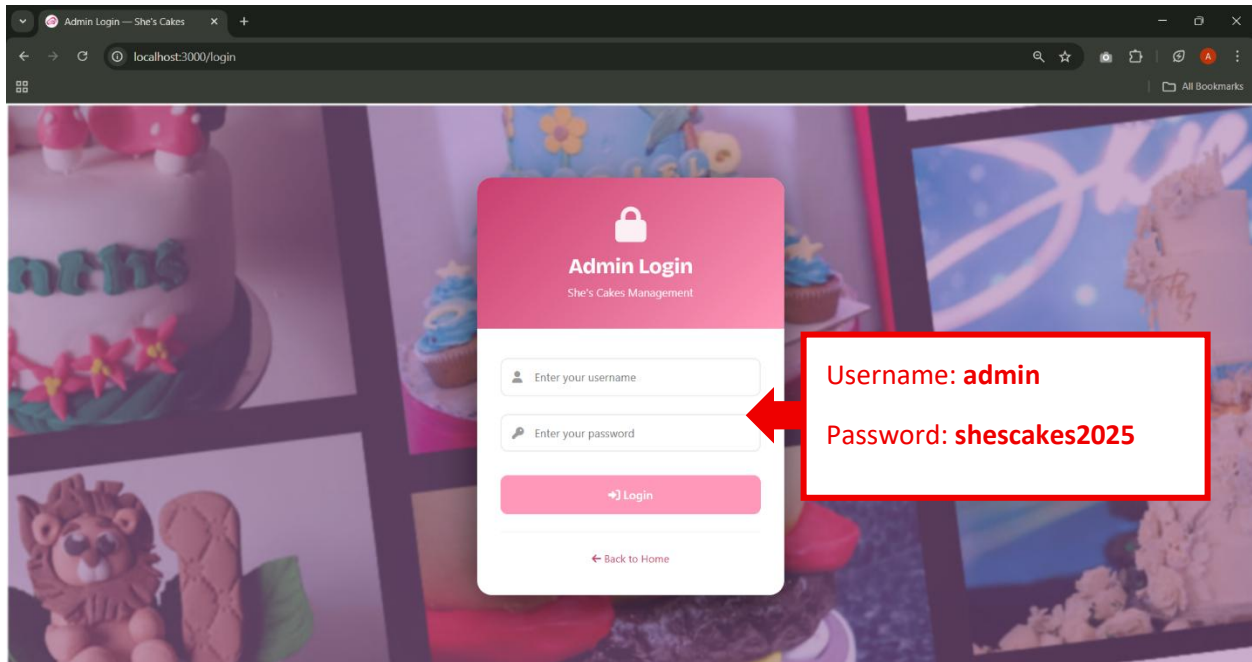 Admin Login — She's Cakes
localhost:3000/login
A
All Bookmarks
Admin Login
She's Cakes Management
Enter your username
Enter your password
Login
Back to Home
Username: admin
Password: shescakes2025